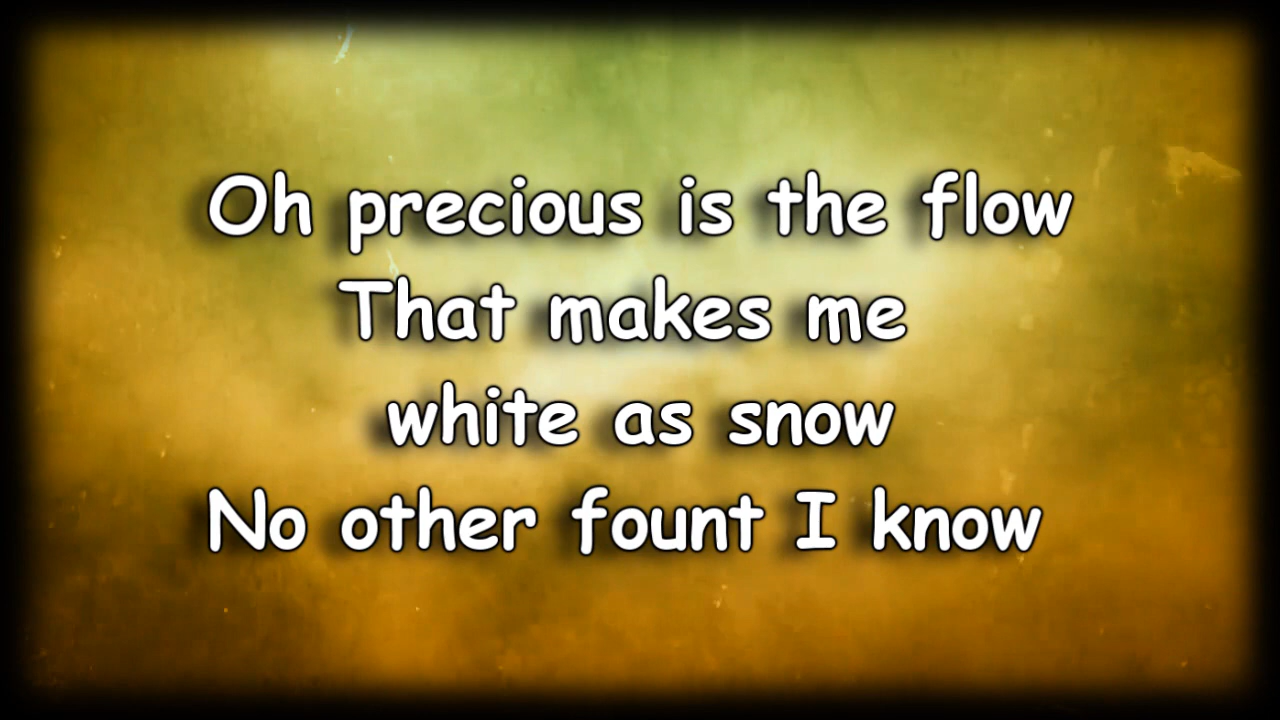 Oh precious is the flow
That makes me
white as snow
No other fount I know